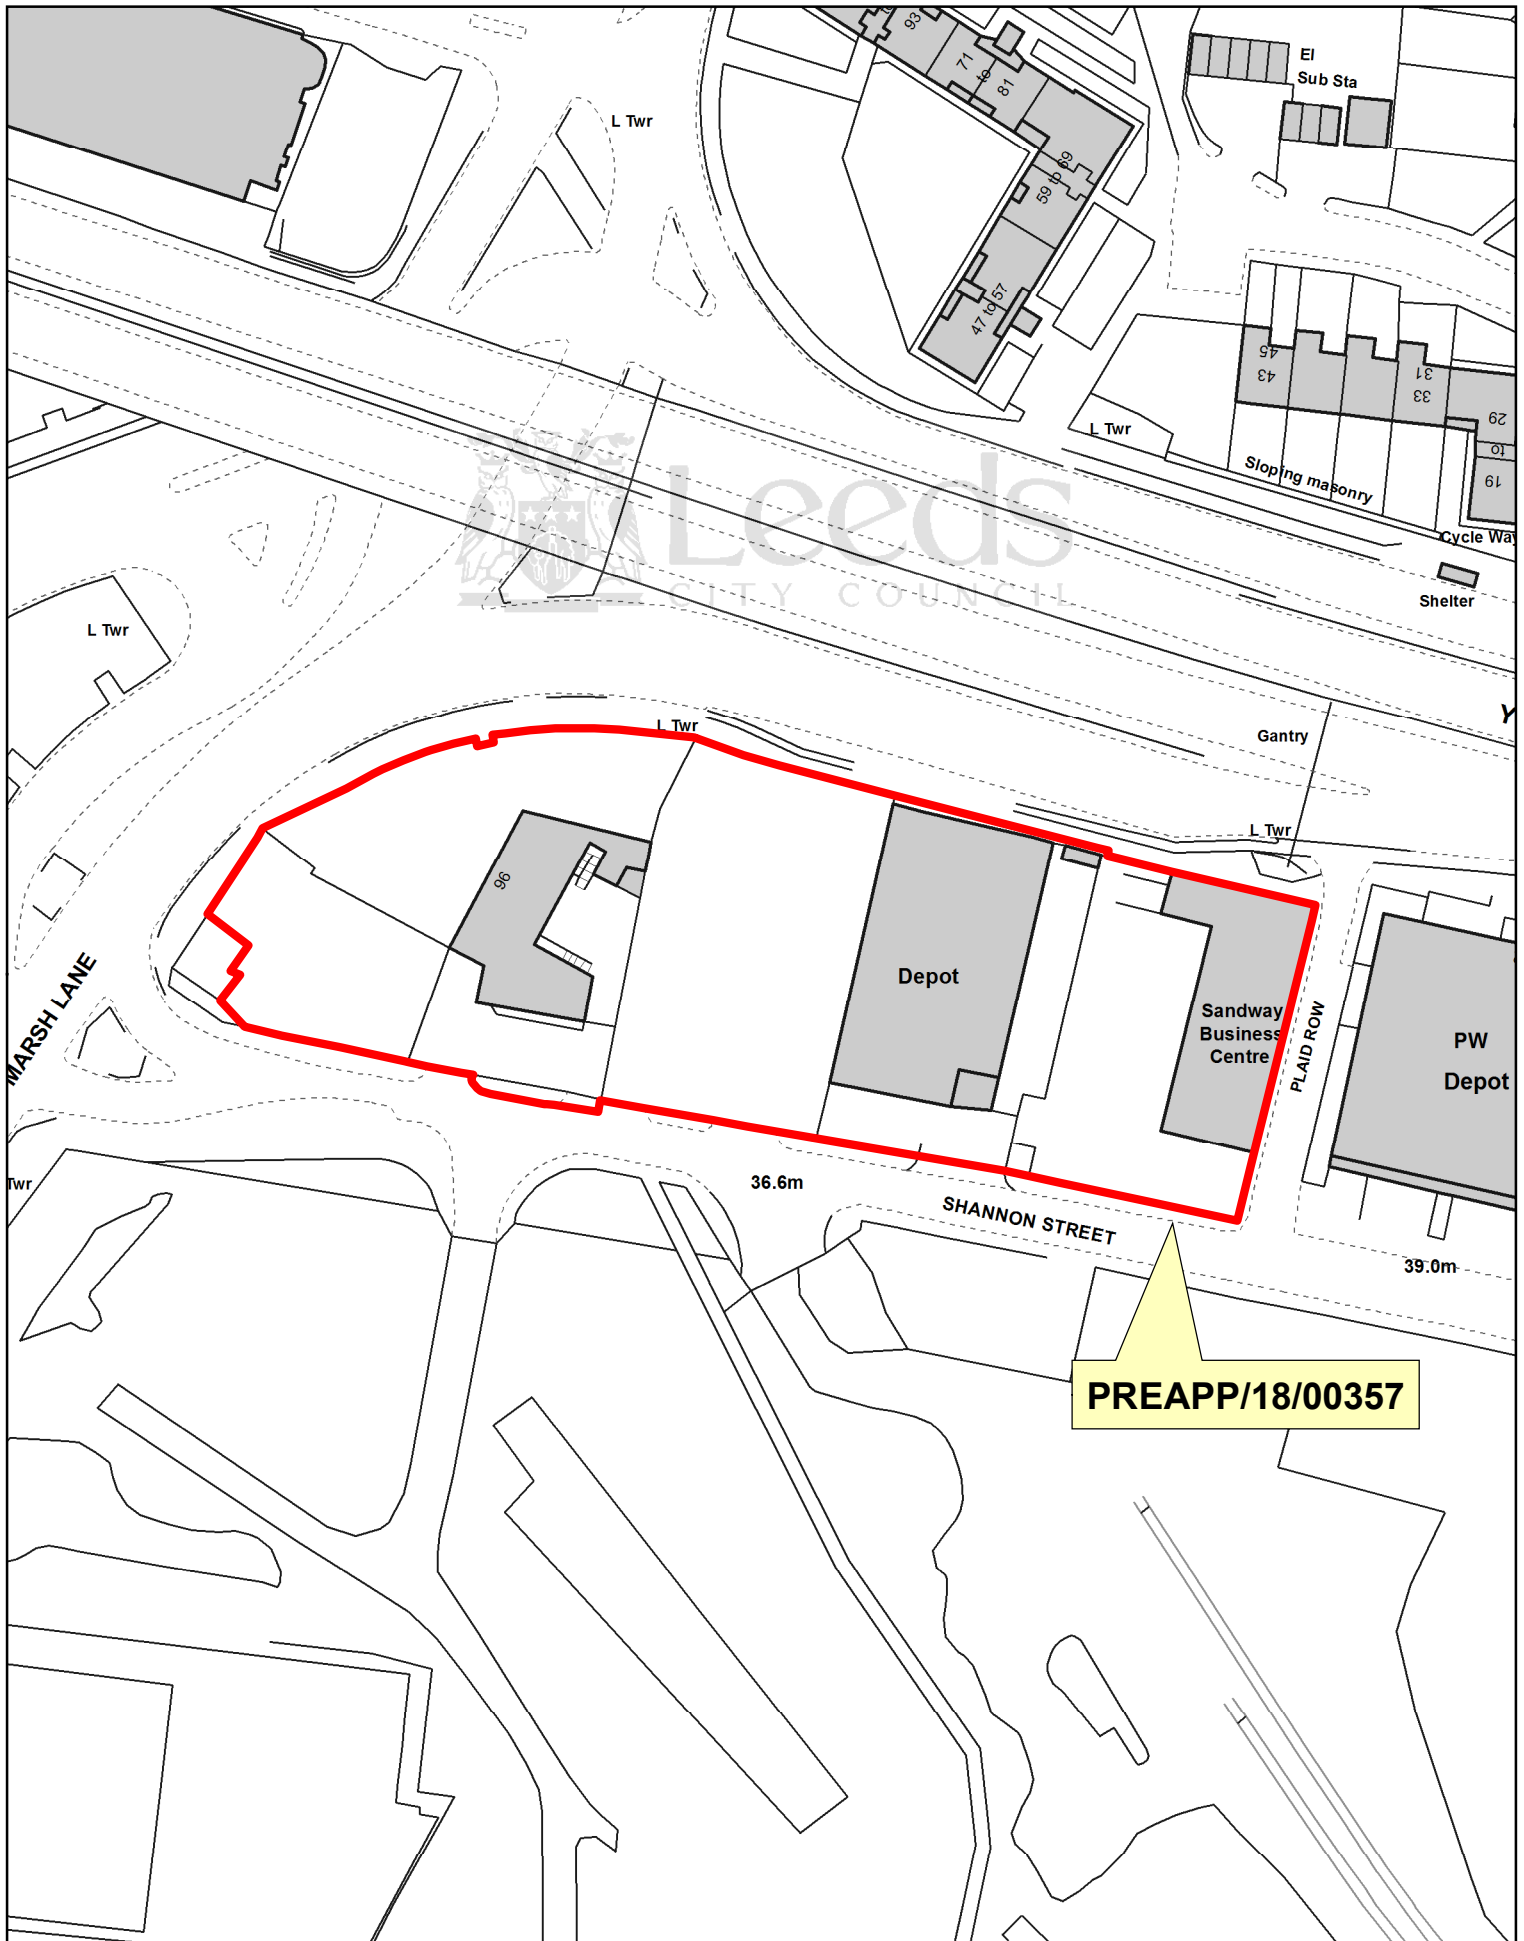 93
71
to
81
El
Sub Sta
L Twr
59 to 69
47 to 57
45
43
31
33
29
to
19
L Twr
Sloping masonry
Cycle Way
Shelter
Leeds
CITY COUNCIL
L Twr
Y
L Twr
Gantry
L Twr
96
Depot
MARSH LANE
Sandway
Business
Centre
PLAID ROW
PW
Depot
Twr
36.6m
SHANNON STREET
39.0m
PREAPP/18/00357